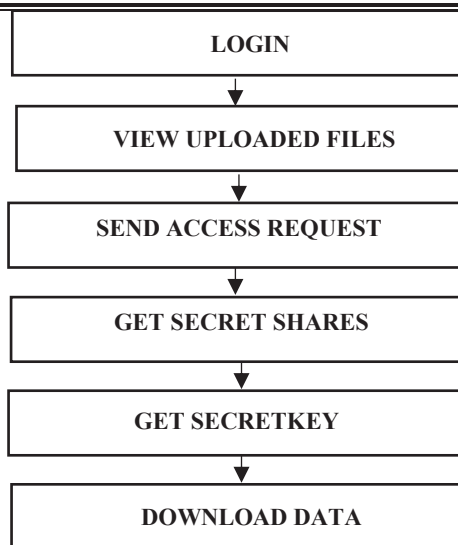 LOGIN
VIEW UPLOADED FILES
SEND ACCESS REQUEST
GET SECRET SHARES
GET SECRETKEY
DOWNLOAD DATA